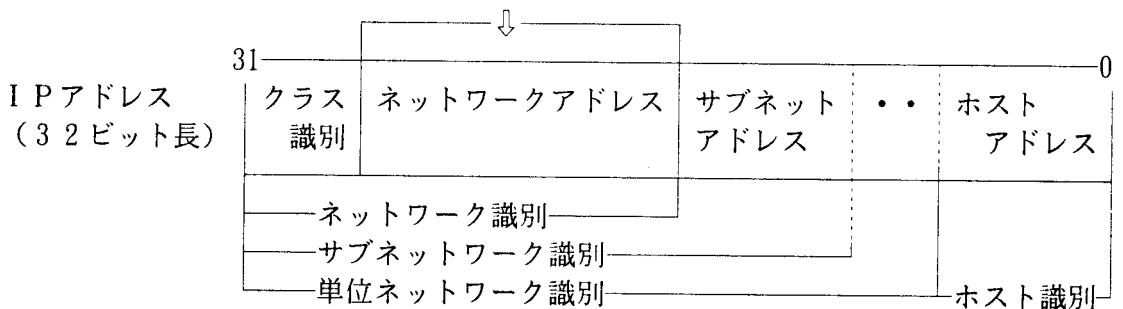 31 0
IPアドレス
(32ビット長)
クラス
識別
ネットワークアドレス
サブネット
アドレス
・・
ホスト
アドレス
ネットワーク識別
サブネットワーク識別
単位ネットワーク識別 ホスト識別